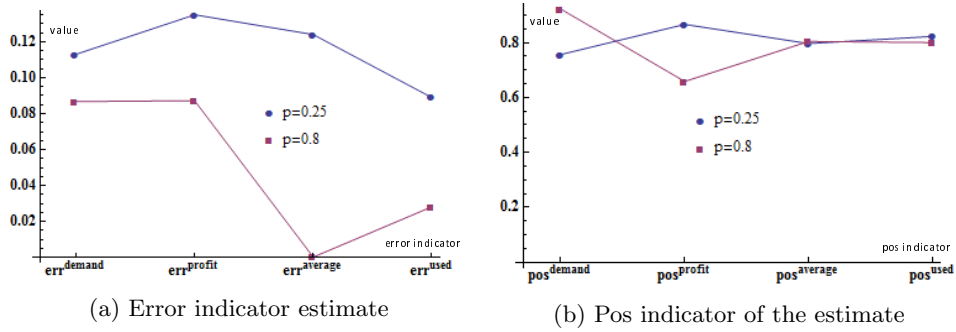 value
0.12
0.10
0.08
0.06
0.04
0.02
p=0.25
p=0.8
error indicator
err^demand
err^profit
err^average
err^used
(a) Error indicator estimate
value
0.8
0.6
0.4
0.2
p=0.25
p=0.8
pos indicator
pos^demand
pos^profit
pos^average
pos^used
(b) Pos indicator of the estimate